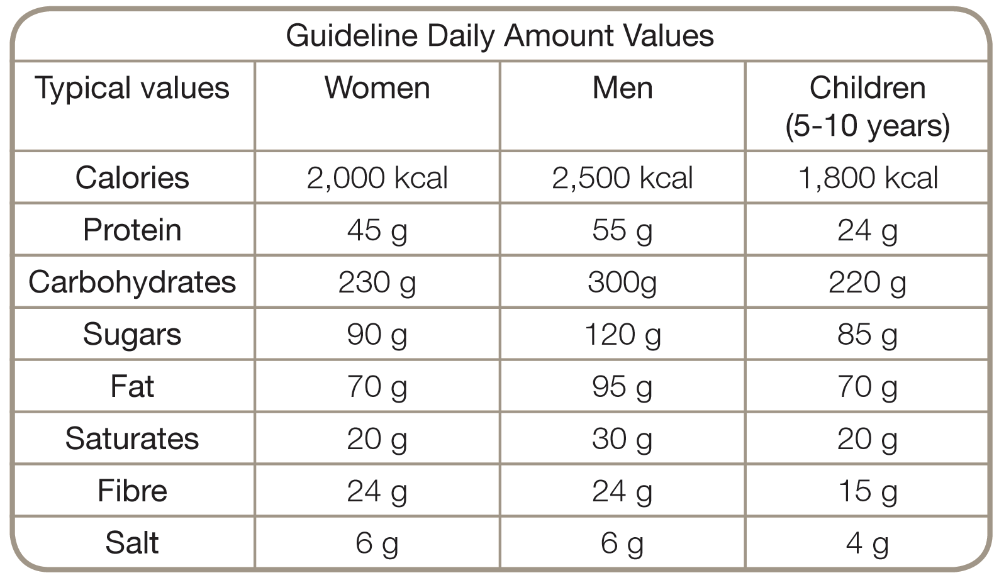 Guideline Daily Amount Values
Typical values Women Men Children
(5-10 years)
Calories 2,000 kcal 2,500 kcal 1,800 kcal
Protein 45 g 55 g 24 g
Carbohydrates 230 g 300g 220 g
Sugars 90 g 120 g 85 g
Fat 70 g 95 g 70 g
Saturates 20 g 30 g 20 g
Fibre 24 g 24 g 15 g
Salt 6 g 6 g 4 g